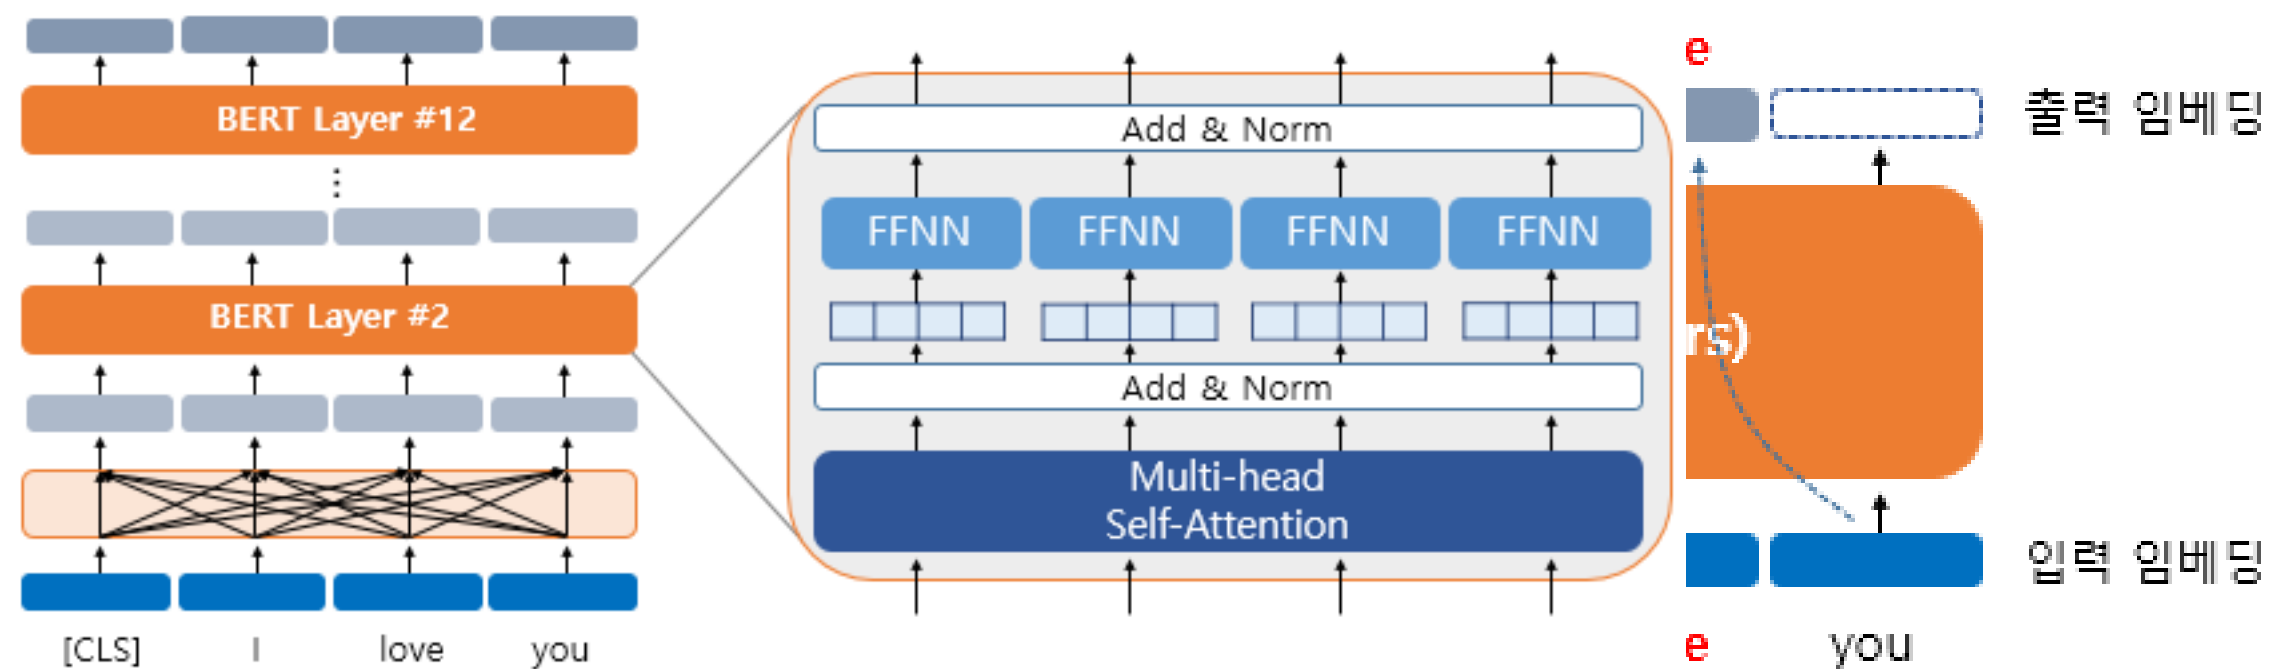 BERT Layer #12
⋮
BERT Layer #2
[CLS] I love you
Add & Norm
FFNN FFNN FFNN FFNN
Add & Norm
Multi-head
Self-Attention
e
출력 임베딩
rs)
입력 임베딩
e you